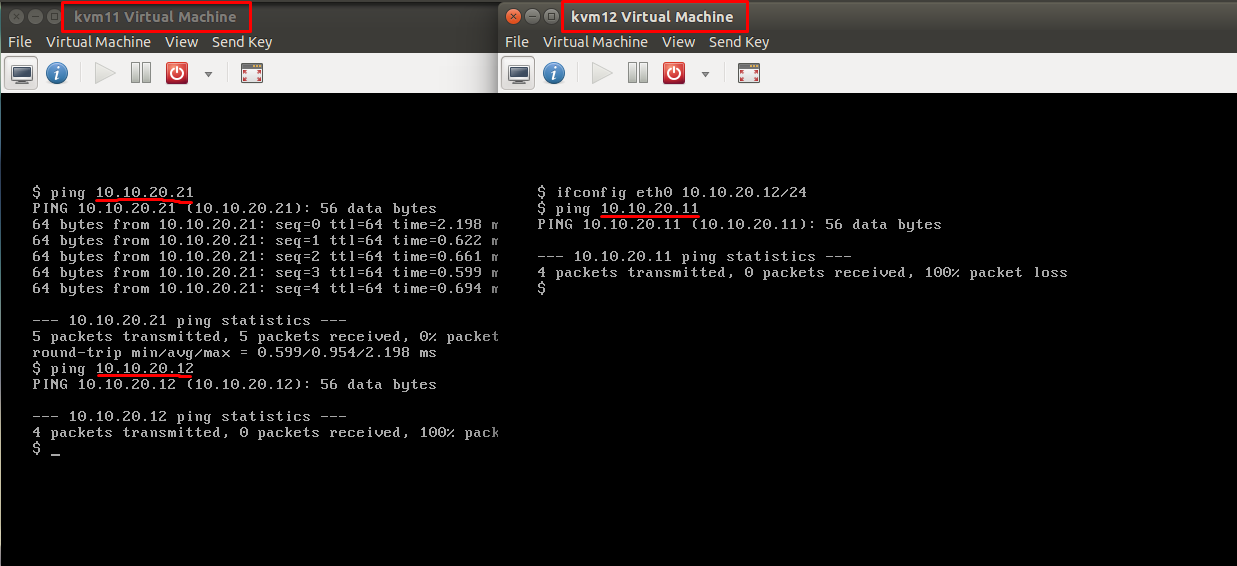 kvm11 Virtual Machine
File Virtual Machine View Send Key
$ ping 10.10.20.21
PING 10.10.20.21 (10.10.20.21): 56 data bytes
64 bytes from 10.10.20.21: seq=0 ttl=64 time=2.198 m
64 bytes from 10.10.20.21: seq=1 ttl=64 time=0.622 m
64 bytes from 10.10.20.21: seq=2 ttl=64 time=0.661 m
64 bytes from 10.10.20.21: seq=3 ttl=64 time=0.599 m
64 bytes from 10.10.20.21: seq=4 ttl=64 time=0.694 m
--- 10.10.20.21 ping statistics ---
5 packets transmitted, 5 packets received, 0% packet
round-trip min/avg/max = 0.599/0.954/2.198 ms
$ ping 10.10.20.12
PING 10.10.20.12 (10.10.20.12): 56 data bytes
--- 10.10.20.12 ping statistics ---
4 packets transmitted, 0 packets received, 100% pack
$ _
kvm12 Virtual Machine
File Virtual Machine View Send Key
$ ifconfig eth0 10.10.20.12/24
$ ping 10.10.20.11
PING 10.10.20.11 (10.10.20.11): 56 data bytes
--- 10.10.20.11 ping statistics ---
4 packets transmitted, 0 packets received, 100% packet loss
$